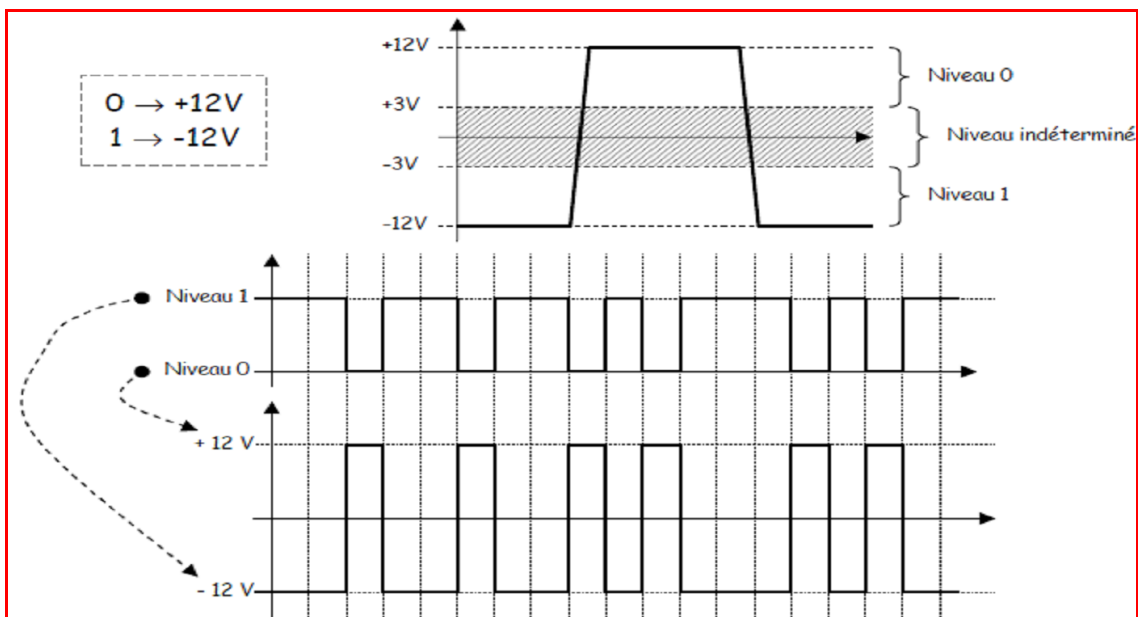 0 → +12V
1 → -12V
+12V
+3V
-3V
-12V
Niveau 0
Niveau indéterminé
Niveau 1
Niveau 1
Niveau 0
+ 12 V
- 12 V